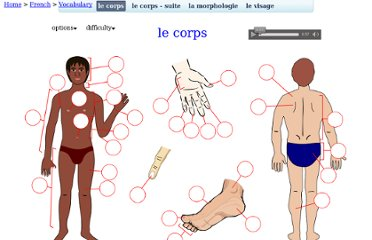 Home > French > Vocabulary le corps le corps - suite la morphologie le visage
options▾ difficulty▾ le corps